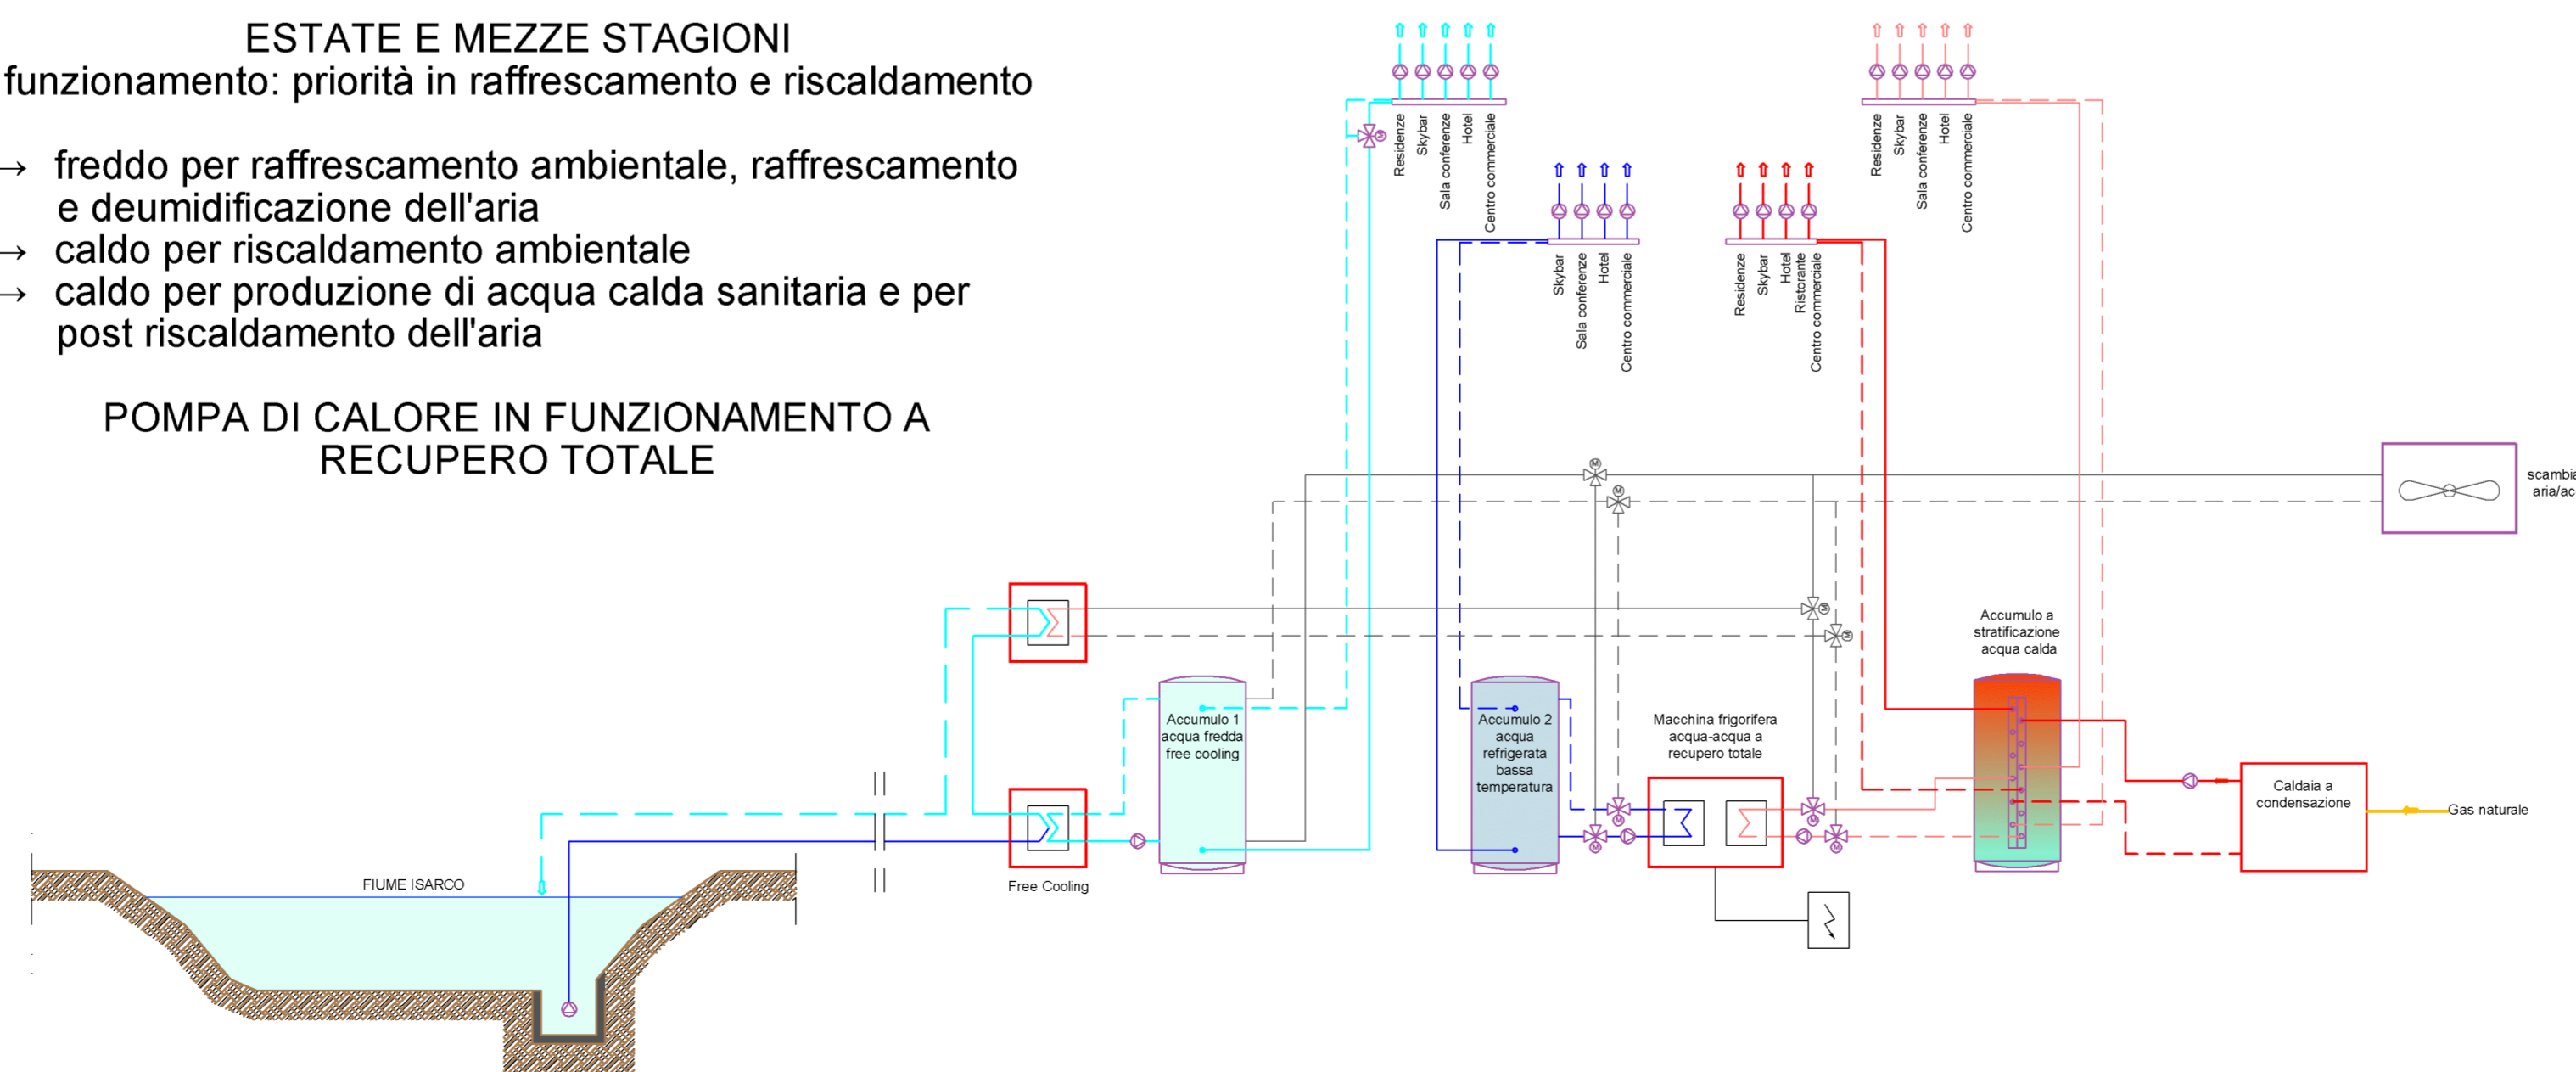 ESTATE E MEZZE STAGIONI
funzionamento: priorità in raffrescamento e riscaldamento
→ freddo per raffrescamento ambientale, raffrescamento
e deumidificazione dell'aria
→ caldo per riscaldamento ambientale
→ caldo per produzione di acqua calda sanitaria e per
post riscaldamento dell'aria
POMPA DI CALORE IN FUNZIONAMENTO A
RECUPERO TOTALE
Residenze
Skybar
Sala conferenze
Hotel
Centro commerciale
Skybar
Sala conferenze
Hotel
Centro commerciale
Residenze
Skybar
Hotel
Ristorante
Centro commerciale
Residenze
Skybar
Sala conferenze
Hotel
Centro commerciale
scambia
aria/ac
Accumulo a
stratificazione
acqua calda
Accumulo 1
acqua fredda
free cooling
Accumulo 2
acqua
refrigerata
bassa
temperatura
Macchina frigorifera
acqua-acqua a
recupero totale
Caldaia a
condensazione
Gas naturale
FIUME ISARCO
Free Cooling
M
M
M
M
M
M
M
M
M